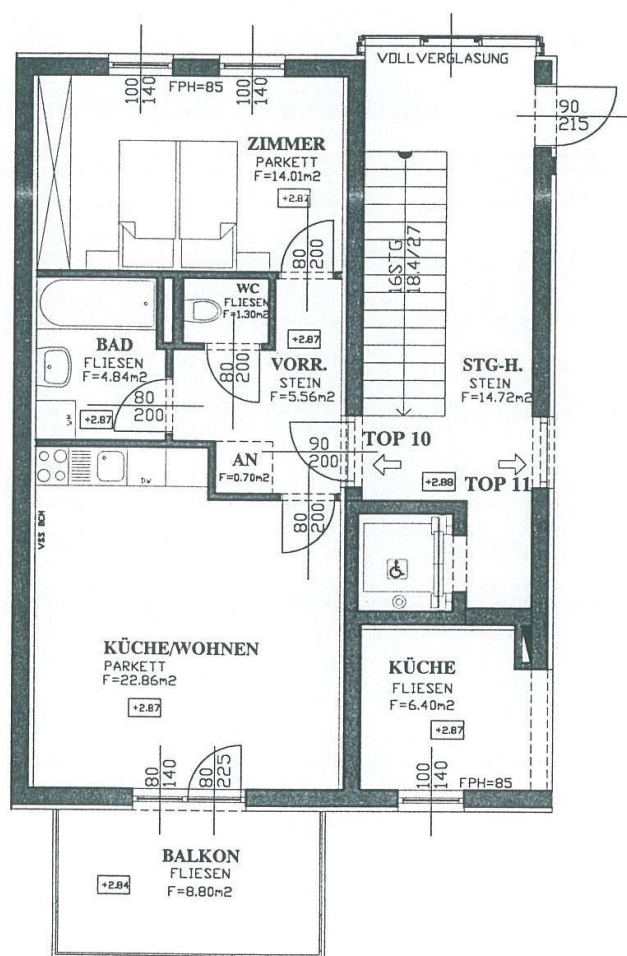 VOLLVERGLASUNG
100
140
FPH=85
100
140
90
215
ZIMMER
PARKETT
F=14.01m2
+2.87
80
200
16STG
18.4/27
WC
FLIESEN
F=1.30m2
BAD
FLIESEN
F=4.84m2
+2.87
VORR.
STEIN
F=5.56m2
80
200
STG-H.
STEIN
F=14.72m2
80
200
+2.87
90
200
TOP 10
AN
F=0.70m2
TOP 11
+2.88
DW
80
200
VSS 8CM
KÜCHE/WOHNEN
PARKETT
F=22.86m2
+2.87
KÜCHE
FLIESEN
F=6.40m2
+2.87
80
140
80
225
100
140
FPH=85
BALKON
FLIESEN
F=8.80m2
+2.84